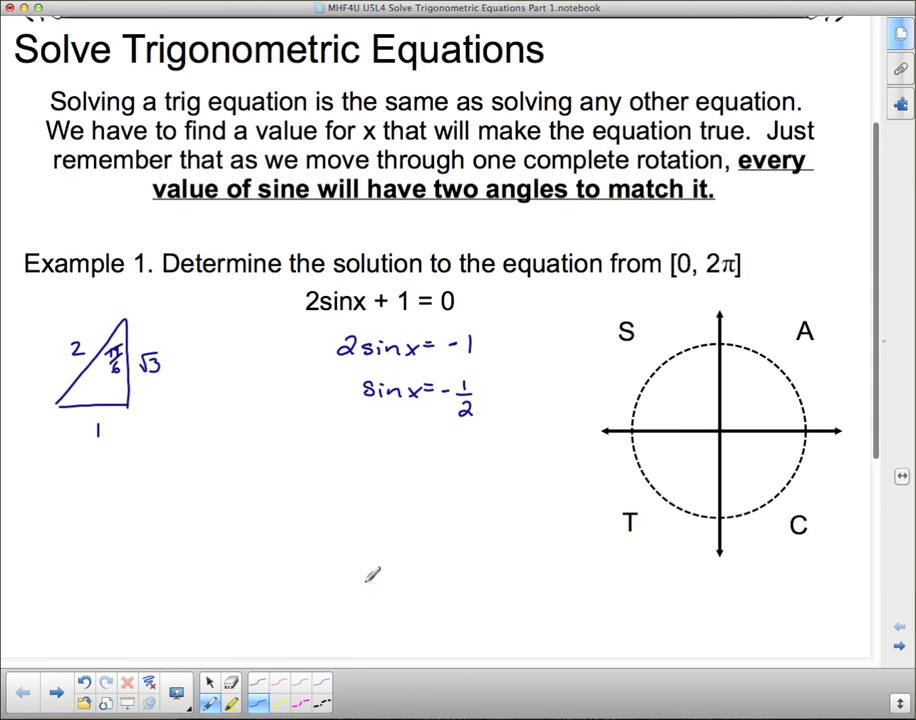 MHF4U U5L4 Solve Trigonometric Equations Part 1.notebook
Solve Trigonometric Equations
Solving a trig equation is the same as solving any other equation.
We have to find a value for x that will make the equation true. Just
remember that as we move through one complete rotation, every
value of sine will have two angles to match it.
Example 1. Determine the solution to the equation from [0, 2π]
2sinx + 1 = 0
2sinx = -1
sinx = -1/2
2
π/6
√3
1
S
A
T
C